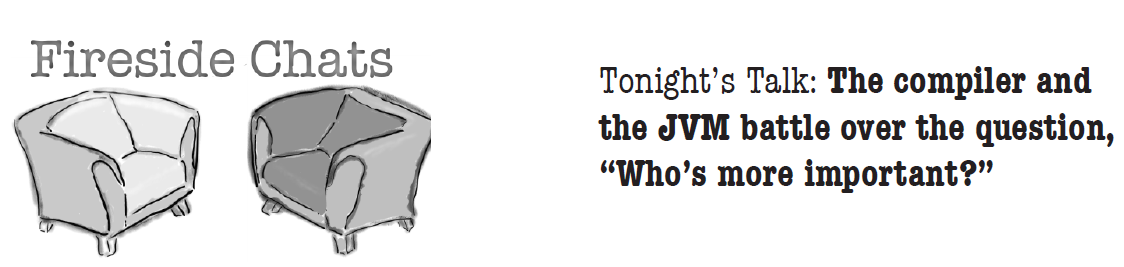 Fireside Chats
Tonight’s Talk: The compiler and
the JVM battle over the question,
“Who’s more important?”